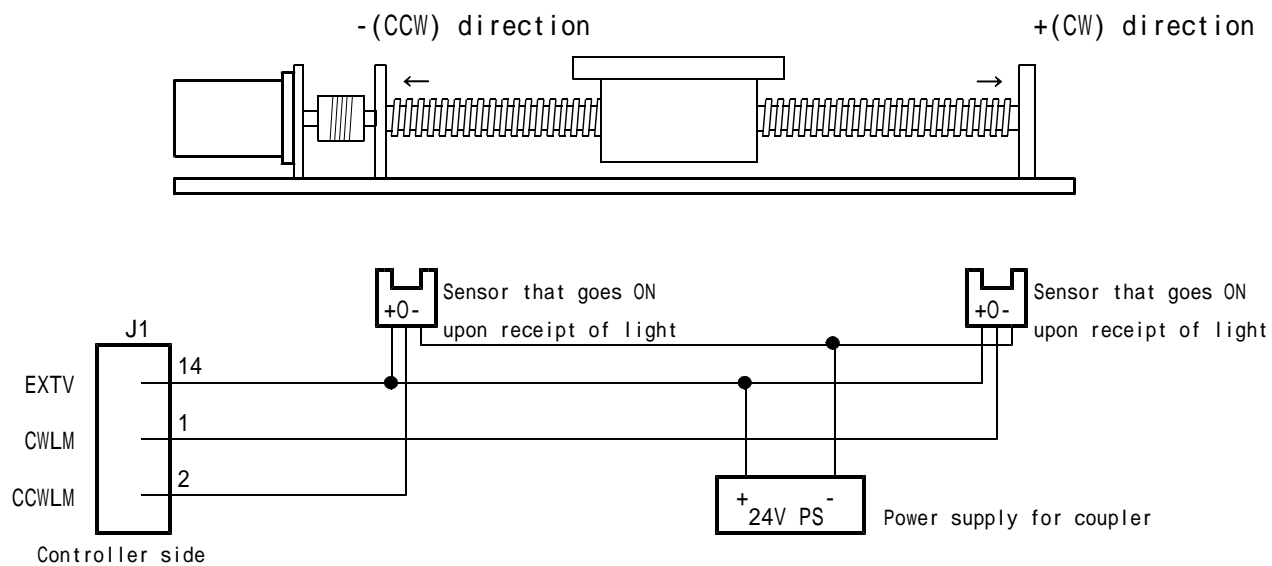 -(CCW) direction
+(CW) direction
Sensor that goes ON
upon receipt of light
+O-
Sensor that goes ON
upon receipt of light
+O-
J1
EXTV
14
CWLM
1
CCWLM
2
+ -
24V PS
Power supply for coupler
Controller side